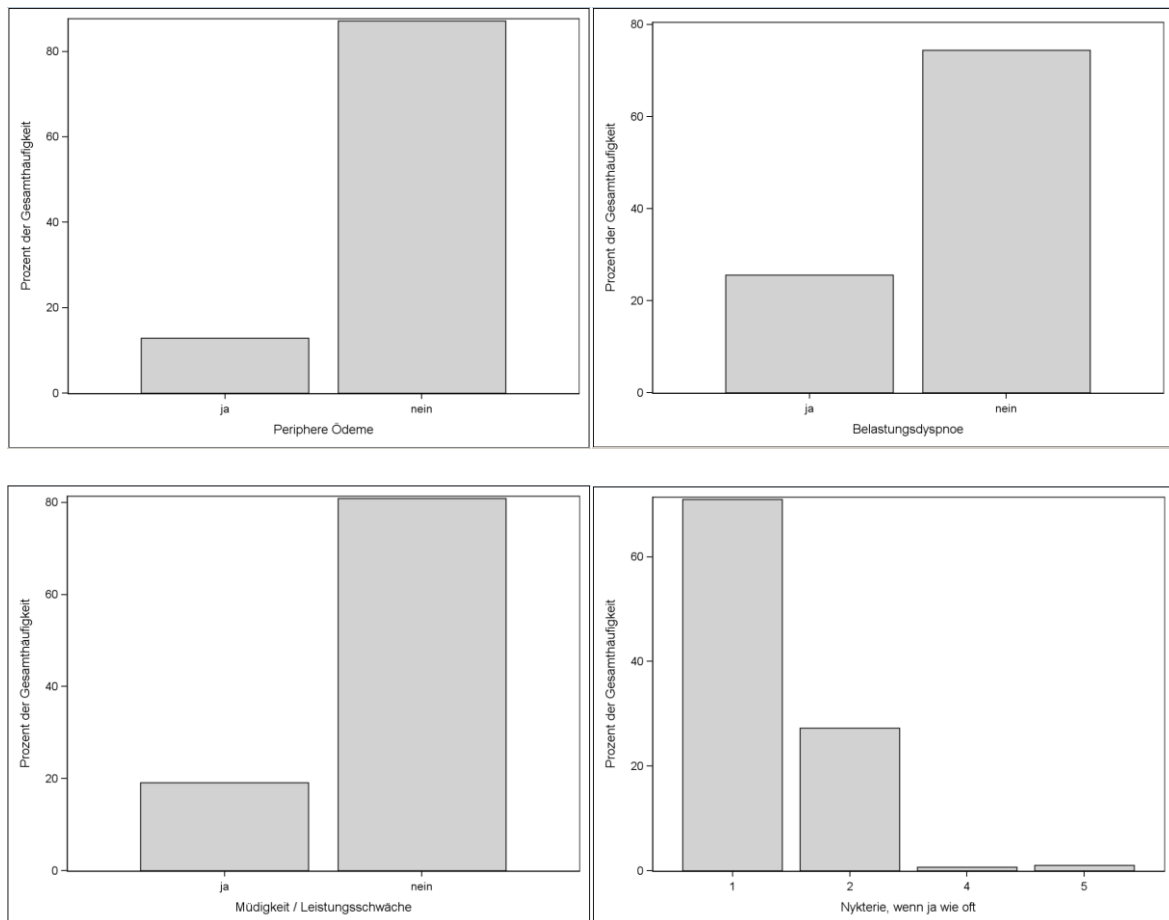 Prozent der Gesamthäufigkeit
80
60
40
20
0
ja
nein
Periphere Ödeme
Prozent der Gesamthäufigkeit
80
60
40
20
0
ja
nein
Belastungsdyspnoe
Prozent der Gesamthäufigkeit
80
60
40
20
0
ja
nein
Müdigkeit / Leistungsschwäche
Prozent der Gesamthäufigkeit
60
40
20
0
1
2
4
5
Nykterie, wenn ja wie oft